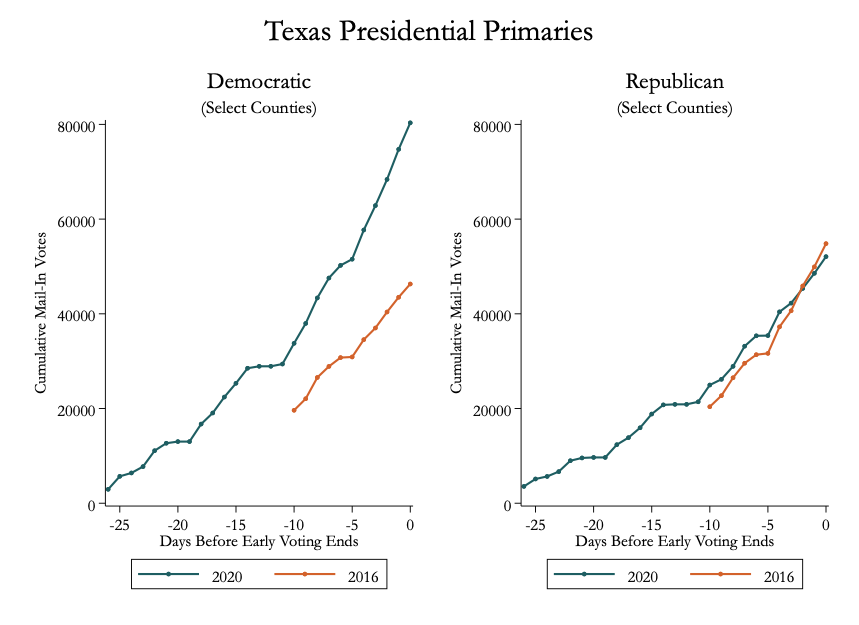 Texas Presidential Primaries
Democratic
(Select Counties)
Cumulative Mail-In Votes
80000
60000
40000
20000
0
-25 -20 -15 -10 -5 0
Days Before Early Voting Ends
2020 2016
Republican
(Select Counties)
Cumulative Mail-In Votes
80000
60000
40000
20000
0
-25 -20 -15 -10 -5 0
Days Before Early Voting Ends
2020 2016